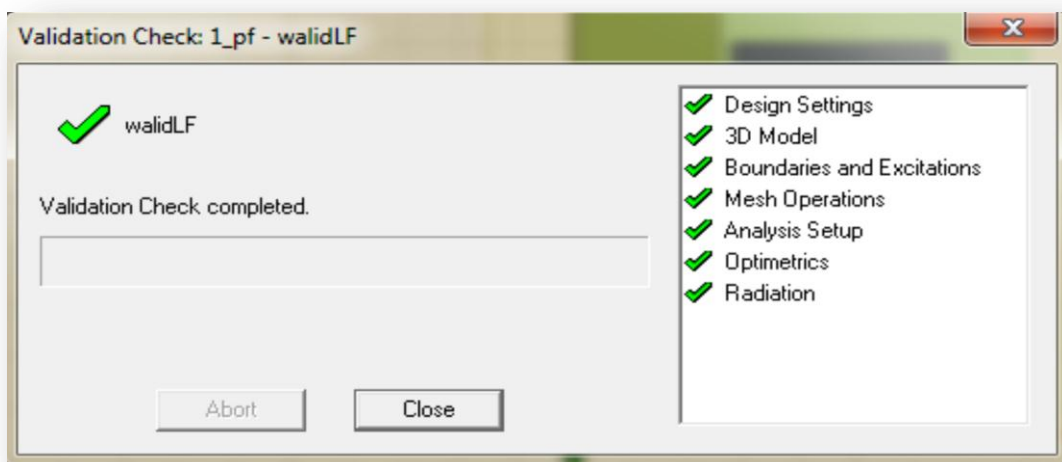 Validation Check: 1_pf - walidLF
walidLF
Validation Check completed.
Abort
Close
Design Settings
3D Model
Boundaries and Excitations
Mesh Operations
Analysis Setup
Optimetrics
Radiation